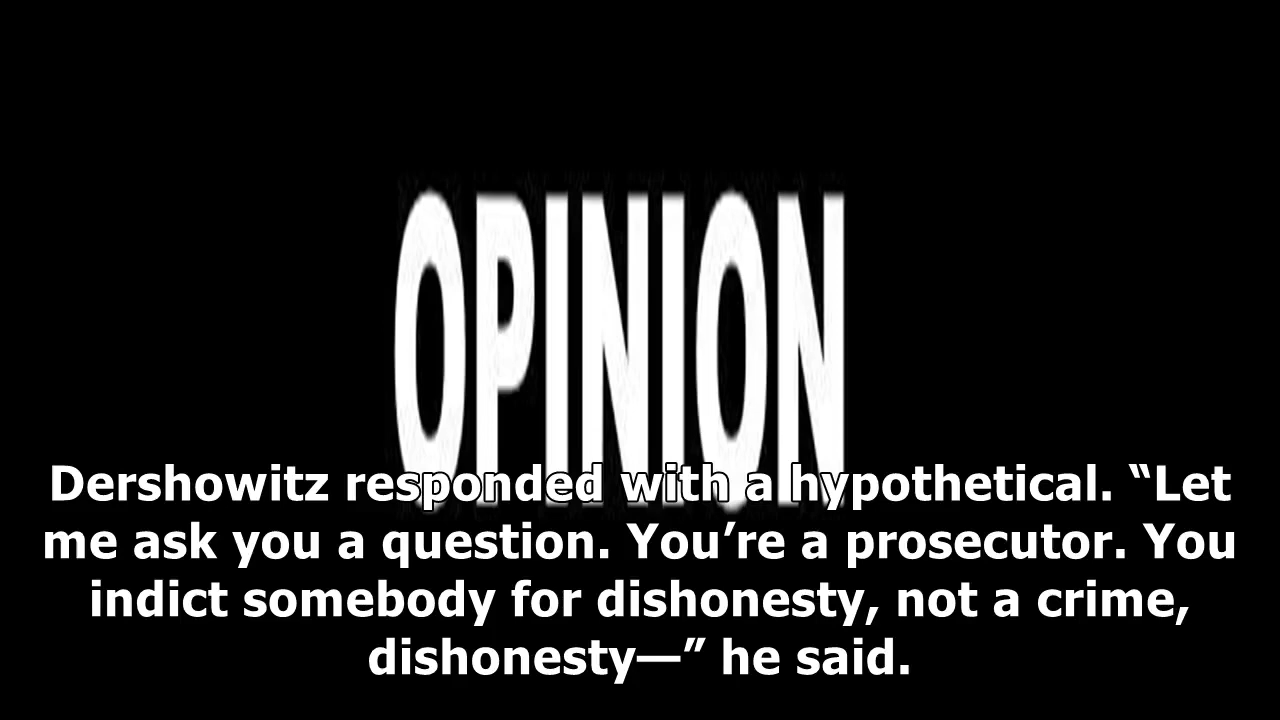 OPINION
Dershowitz responded with a hypothetical. “Let
me ask you a question. You’re a prosecutor. You
indict somebody for dishonesty, not a crime,
dishonesty—” he said.